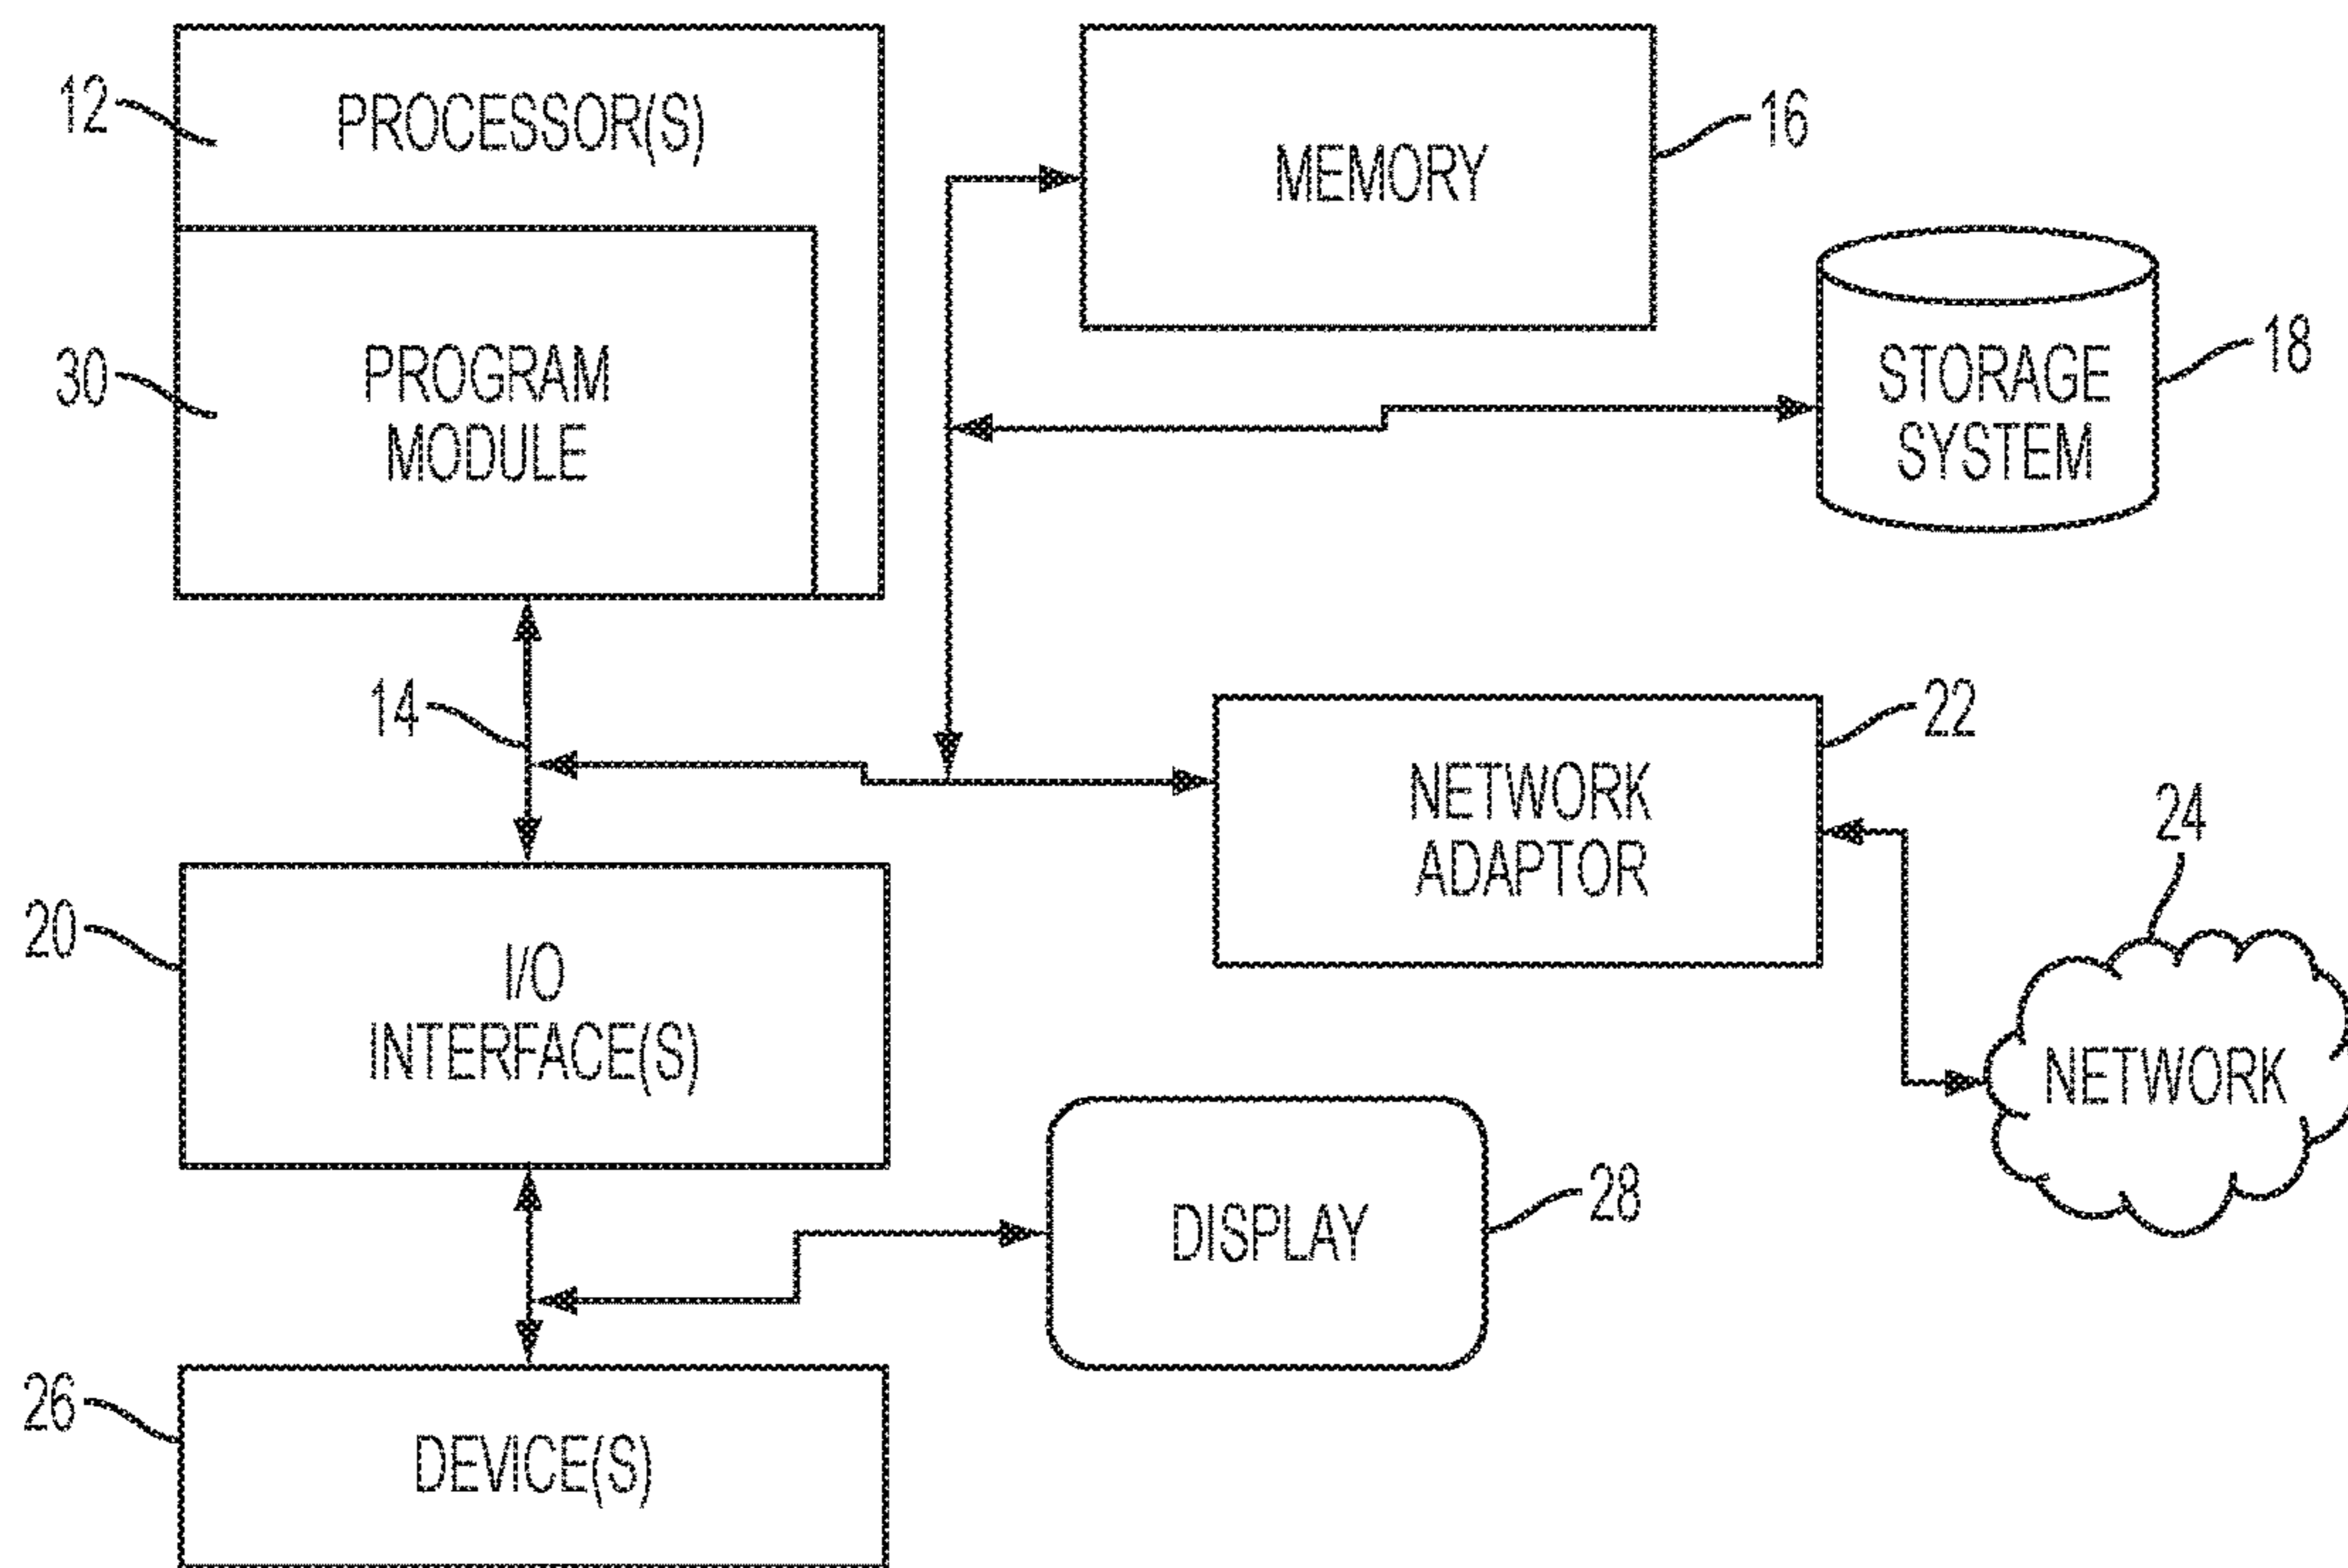 12
PROCESSOR(S)
MEMORY
16
30
PROGRAM
MODULE
STORAGE
SYSTEM
18
14
22
NETWORK
ADAPTOR
24
20
I/O
INTERFACE(S)
NETWORK
DISPLAY
28
26
DEVICE(S)